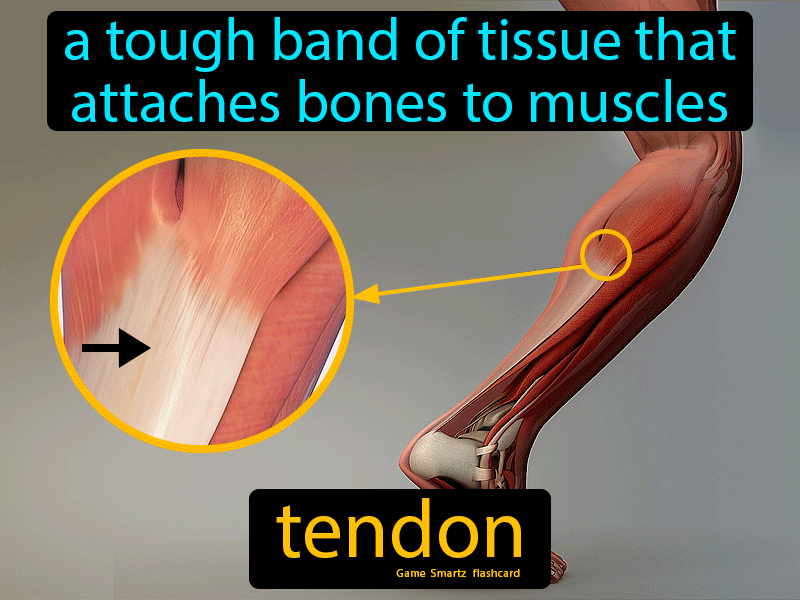 a tough band of tissue that
attaches bones to muscles
tendon
Game Smartz flashcard